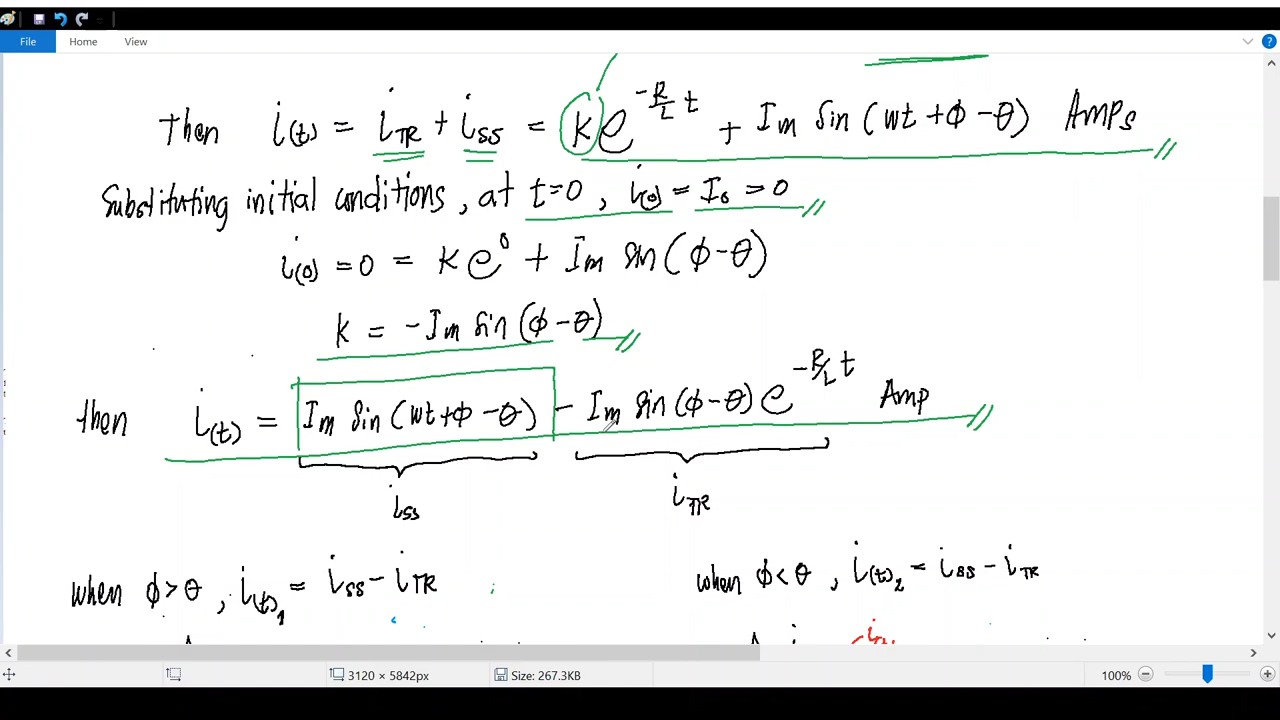 File Home View
then i(t) = iTR + iSS = k e^(-R/L t) + Im sin(wt + ϕ - θ) Amps
Substituting initial conditions, at t=0, i(0) = I0 = 0
i(0) = 0 = k e^0 + Im sin(ϕ - θ)
k = - Im sin(ϕ - θ)
then i(t) = Im sin(wt + ϕ - θ) - Im sin(ϕ - θ) e^(-R/L t) Amp
iSS iTR
when ϕ > θ, i(t)1 = iSS - iTR
when ϕ < θ, i(t)2 = iSS - iTR
3120 × 5842px Size: 267.3KB 100%